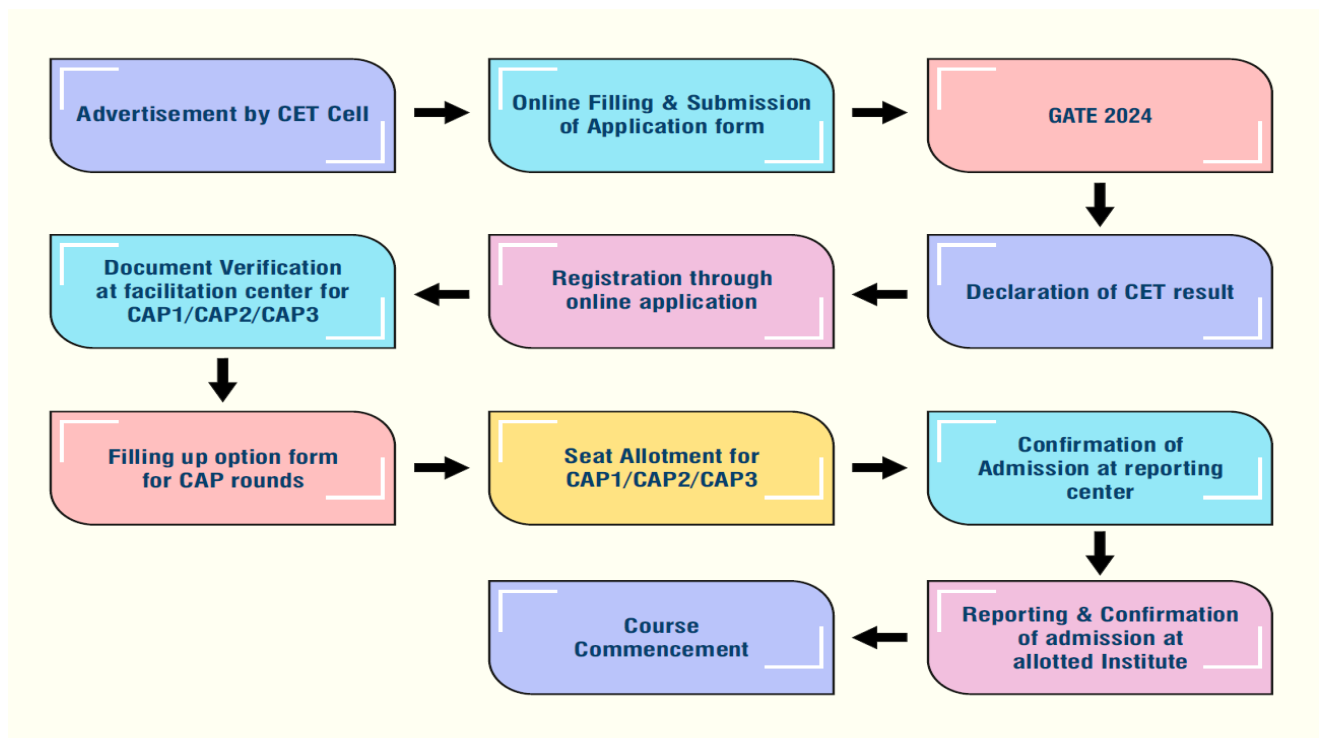 Advertisement by CET Cell
Online Filling & Submission
of Application form
GATE 2024
Declaration of CET result
Registration through
online application
Document Verification
at facilitation center for
CAP1/CAP2/CAP3
Filling up option form
for CAP rounds
Seat Allotment for
CAP1/CAP2/CAP3
Confirmation of
Admission at reporting
center
Reporting & Confirmation
of admission at
allotted Institute
Course
Commencement